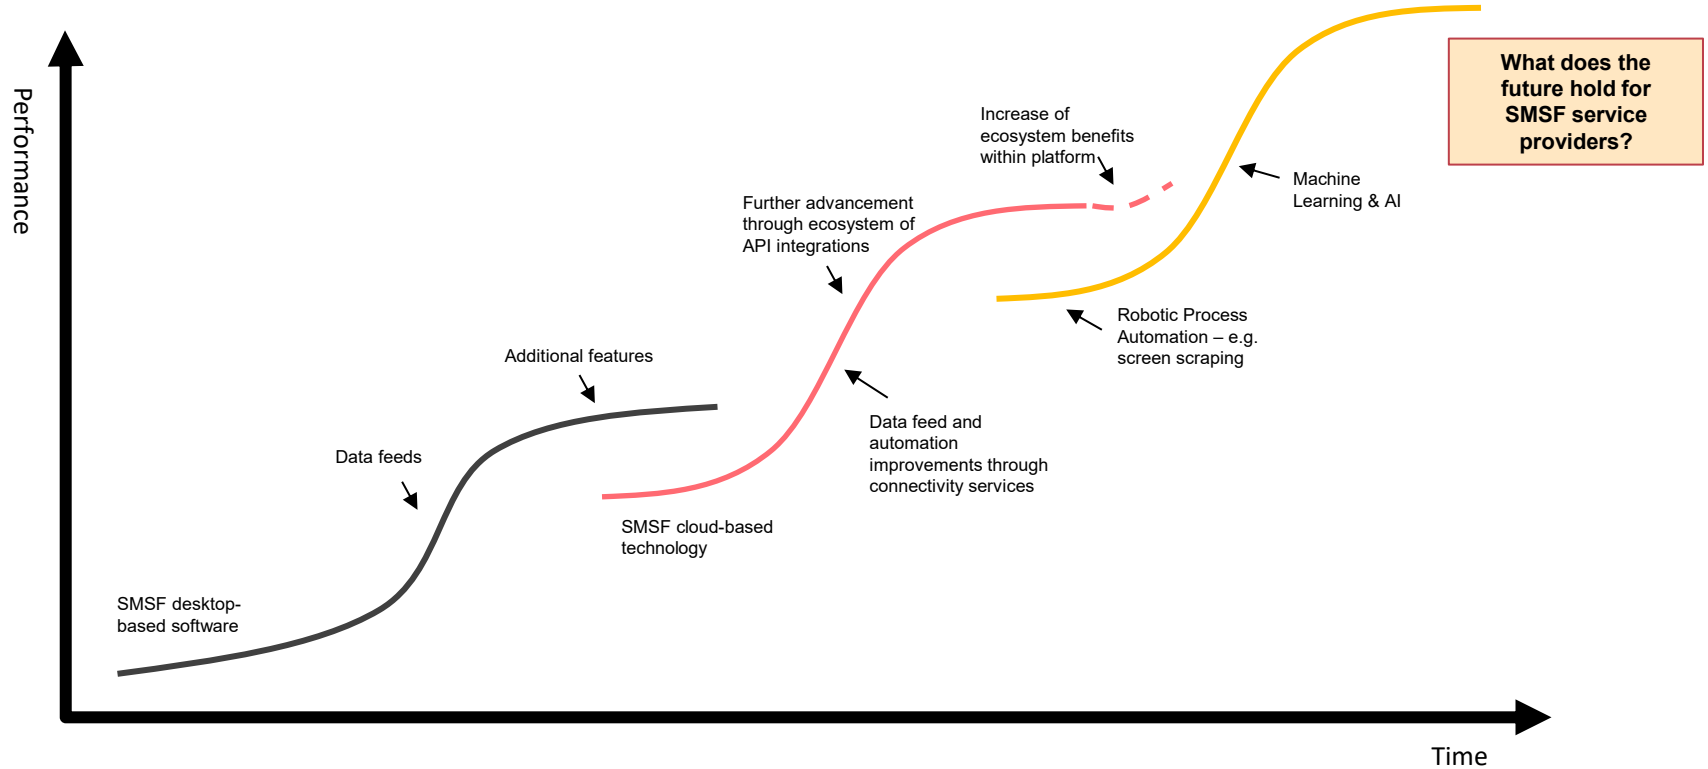 Performance
What does the
future hold for
SMSF service
providers?
Increase of
ecosystem benefits
within platform
Machine
Learning & AI
Further advancement
through ecosystem of
API integrations
Robotic Process
Automation – e.g.
screen scraping
Additional features
Data feed and
automation
improvements through
connectivity services
Data feeds
SMSF cloud-based
technology
SMSF desktop-
based software
Time